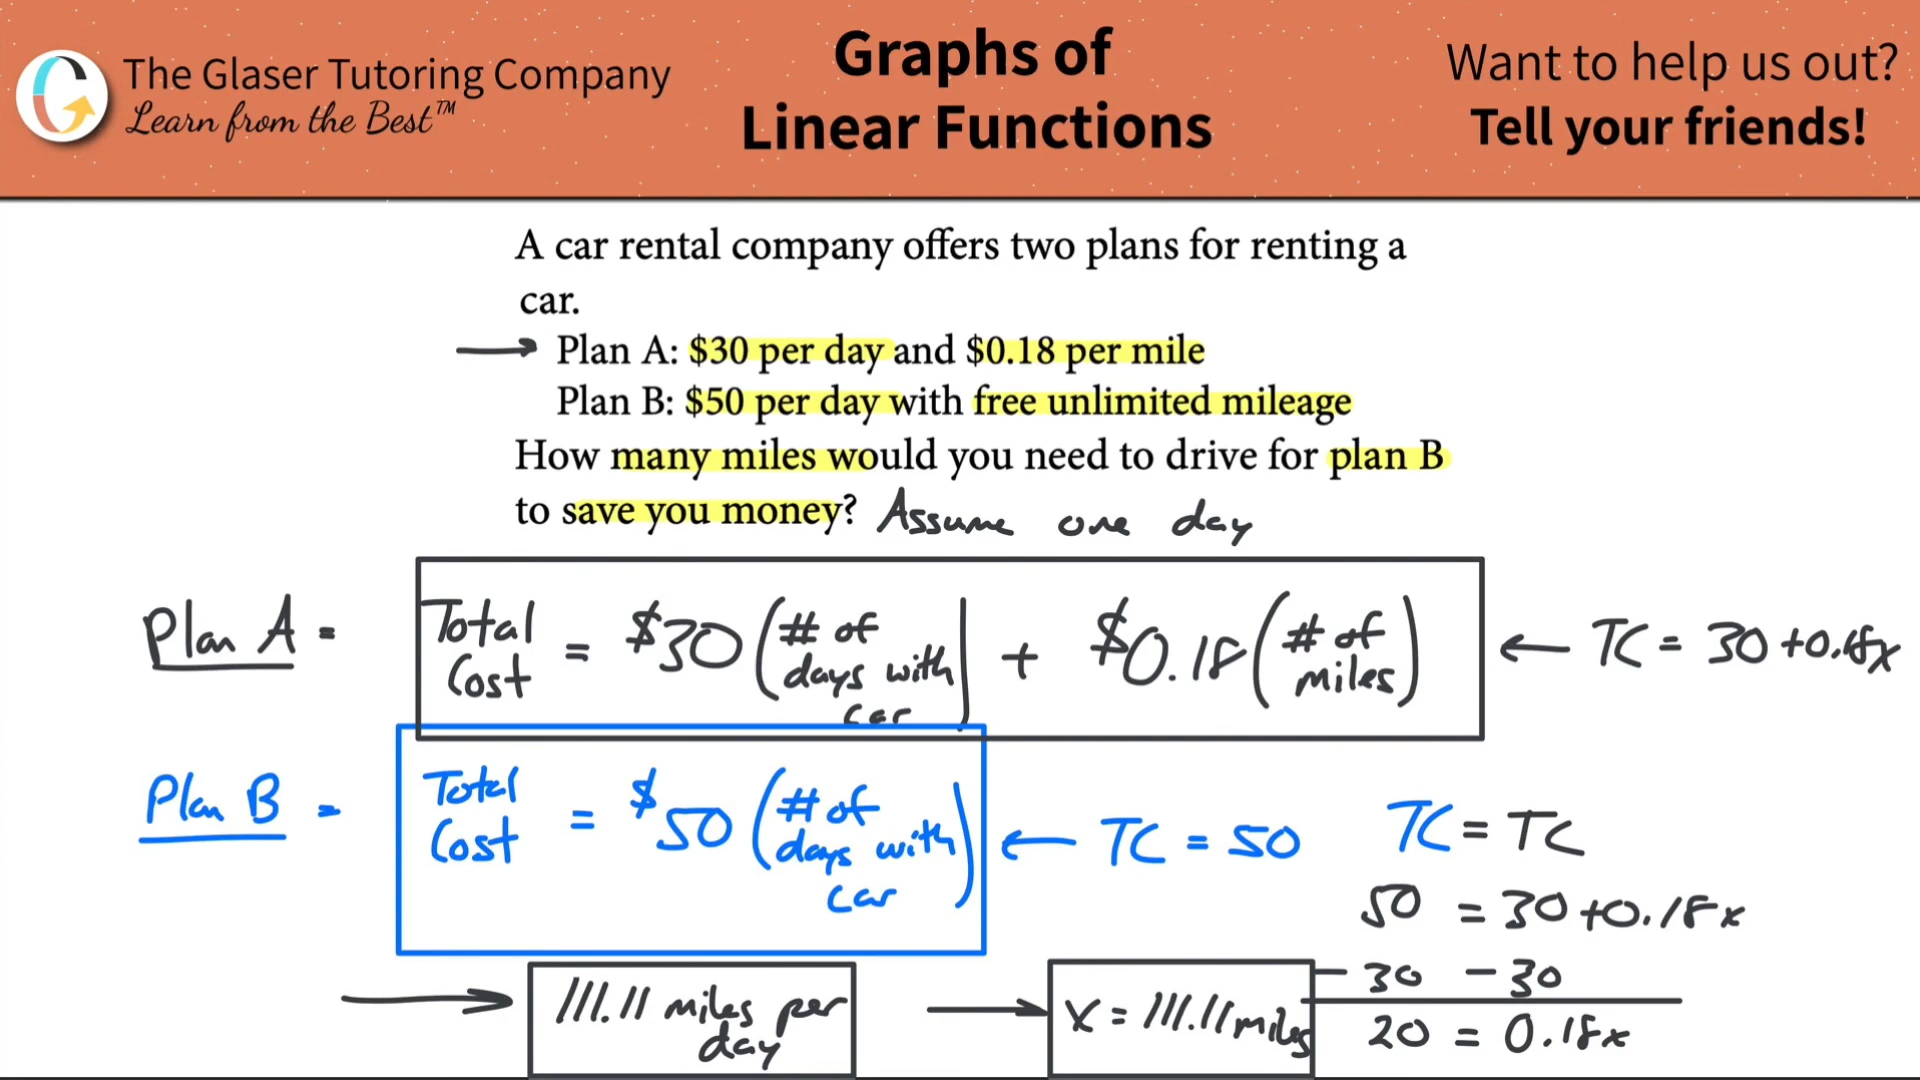 The Glaser Tutoring Company
Learn from the Best™
Graphs of
Linear Functions
Want to help us out?
Tell your friends!
A car rental company offers two plans for renting a
car.
Plan A: $30 per day and $0.18 per mile
Plan B: $50 per day with free unlimited mileage
How many miles would you need to drive for plan B
to save you money? Assume one day
Plan A = Total Cost = $30 (# of days with car) + $0.18 (# of miles) ← TC = 30+0.18x
Plan B = Total Cost = $50 (# of days with car) ← TC = 50
TC = TC
50 = 30+0.18x
-30 -30
20 = 0.18x
→ x = 111.11 miles
→ 111.11 miles per day